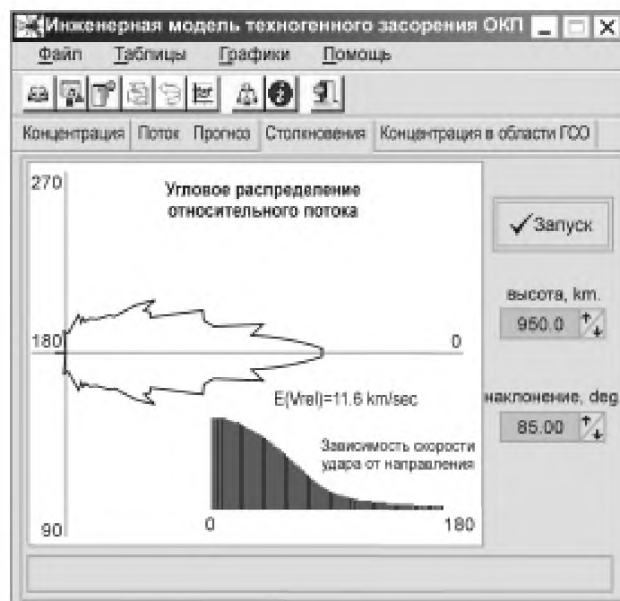 Инженерная модель техногенного засорения ОКП
Файл Таблицы Графики Помощь
Концентрация Поток Прогноз Столкновения Концентрация в области ГСО
270
Угловое распределение
относительного потока
180
0
E(Vrel)=11.6 km/sec
Зависимость скорости
удара от направления
90
0
180
Запуск
высота, km.
950.0
наклонение, deg
85.00